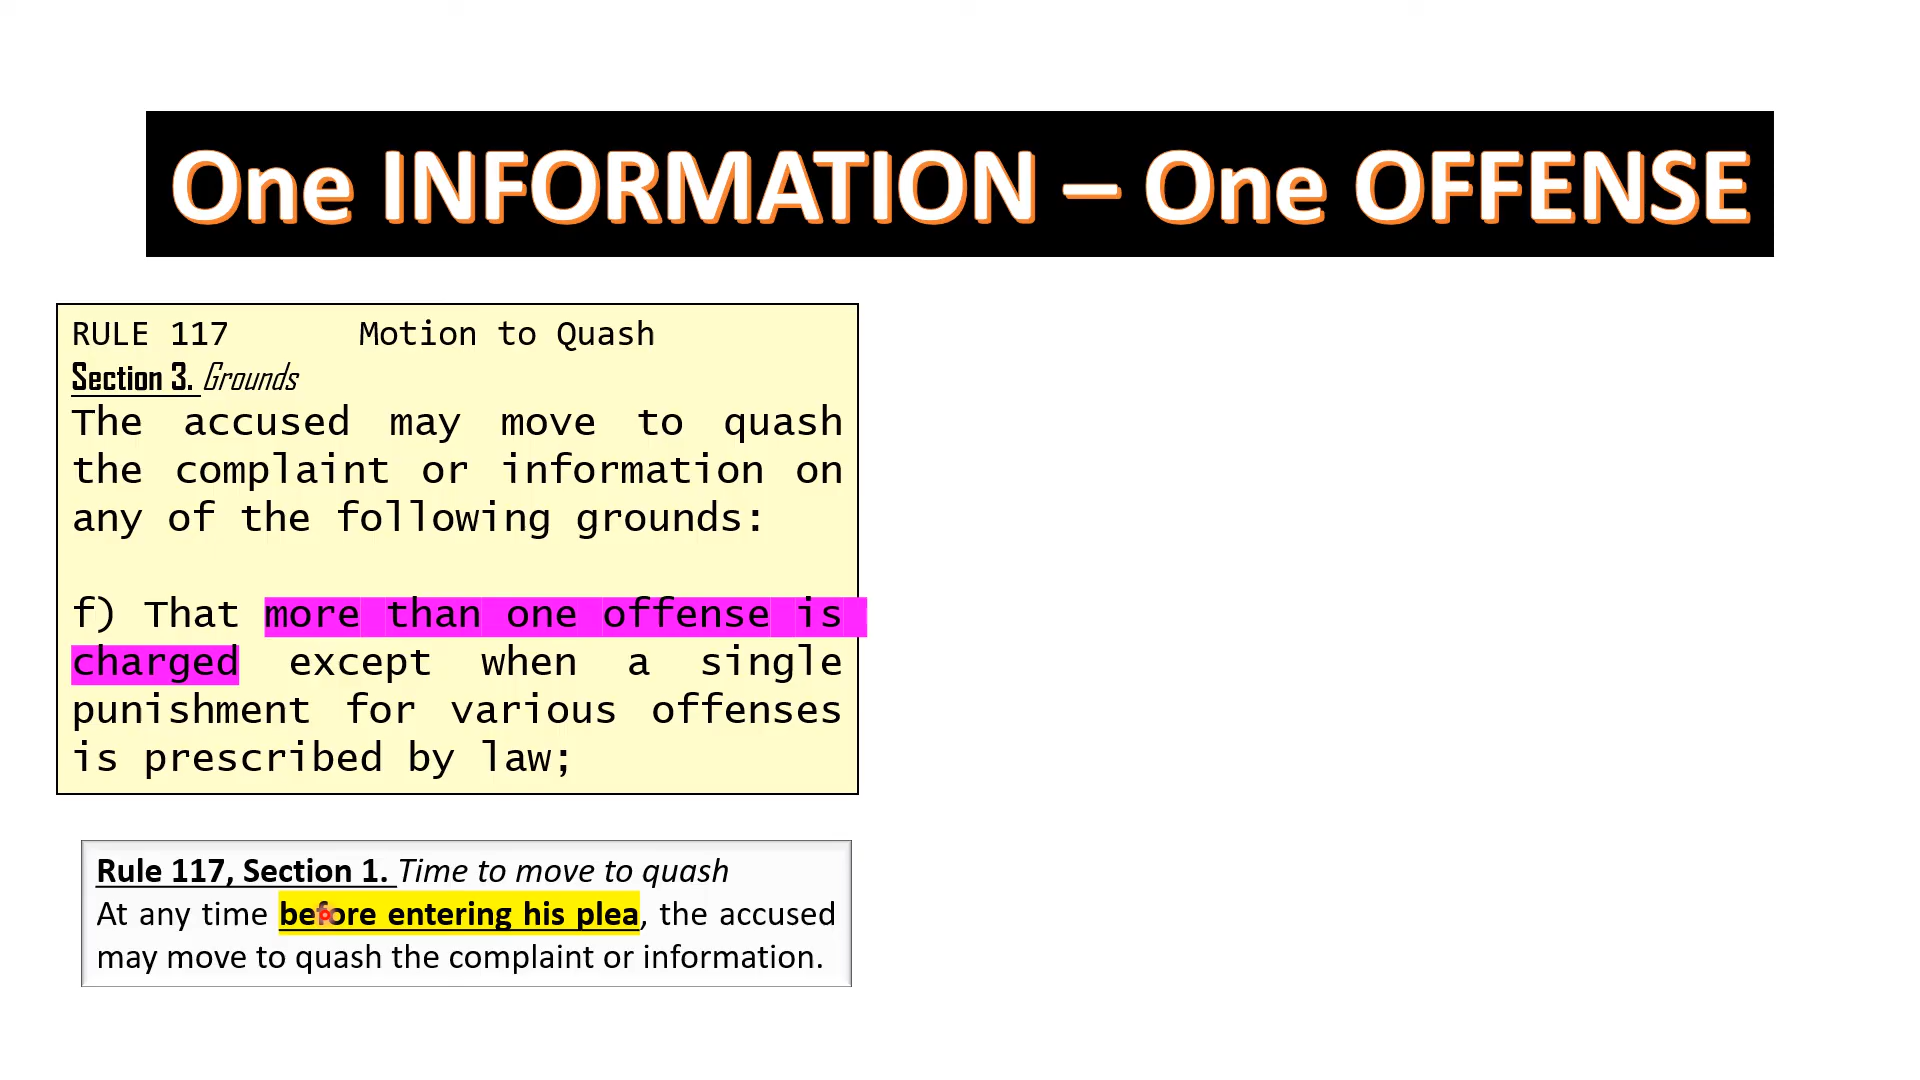 One INFORMATION – One OFFENSE
RULE 117 Motion to Quash
Section 3. Grounds
The accused may move to quash
the complaint or information on
any of the following grounds:
f) That more than one offense is
charged except when a single
punishment for various offenses
is prescribed by law;
Rule 117, Section 1. Time to move to quash
At any time before entering his plea, the accused
may move to quash the complaint or information.